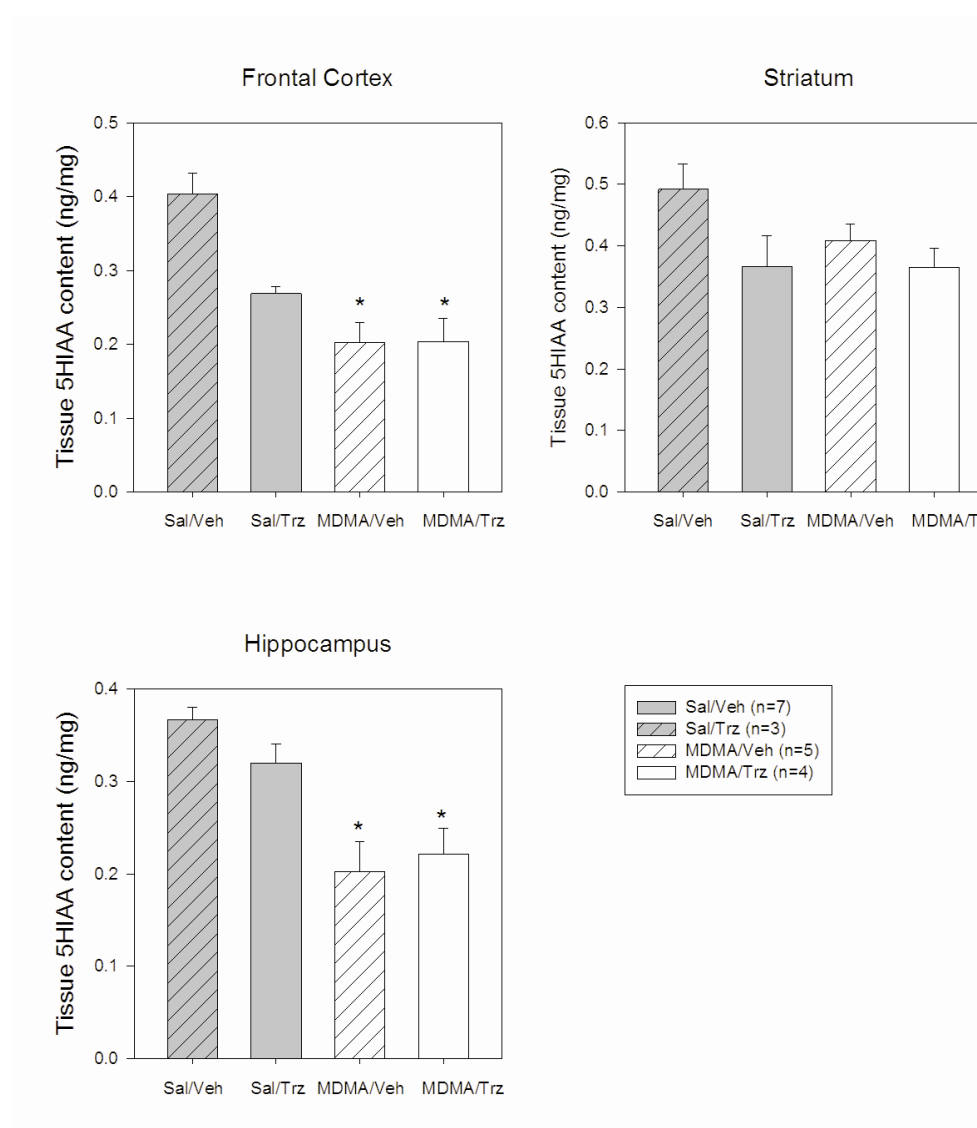 Frontal Cortex
Tissue 5HIAA content (ng/mg)
0.5
0.4
0.3
0.2
0.1
0.0
* *
Sal/Veh Sal/Trz MDMA/Veh MDMA/Trz
Striatum
Tissue 5HIAA content (ng/mg)
0.6
0.5
0.4
0.3
0.2
0.1
0.0
Sal/Veh Sal/Trz MDMA/Veh MDMA/T
Hippocampus
Tissue 5HIAA content (ng/mg)
0.4
0.3
0.2
0.1
0.0
* *
Sal/Veh Sal/Trz MDMA/Veh MDMA/Trz
Sal/Veh (n=7)
Sal/Trz (n=3)
MDMA/Veh (n=5)
MDMA/Trz (n=4)